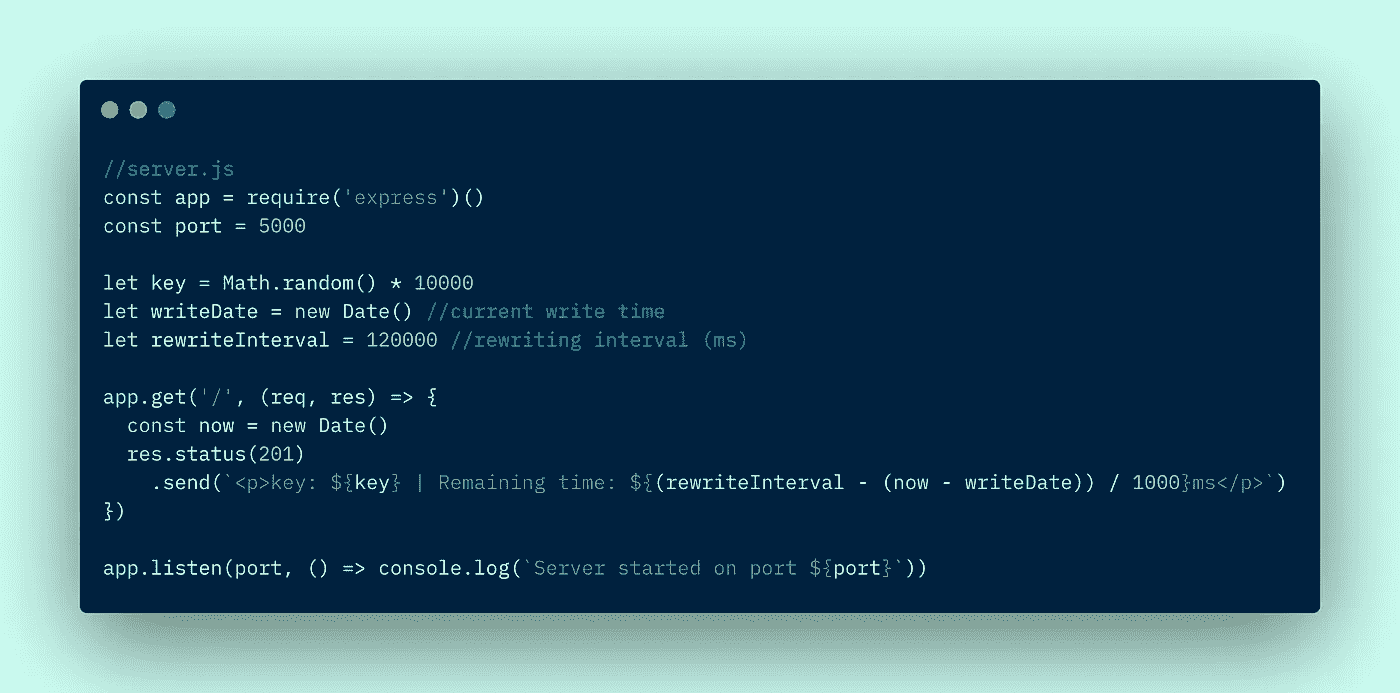 //server.js
const app = require('express')()
const port = 5000

let key = Math.random() * 10000
let writeDate = new Date() //current write time
let rewriteInterval = 120000 //rewriting interval (ms)

app.get('/', (req, res) => {
  const now = new Date()
  res.status(201)
    .send(`<p>key: ${key} | Remaining time: ${(rewriteInterval - (now - writeDate)) / 1000}ms</p>`)
})

app.listen(port, () => console.log(`Server started on port ${port}`))